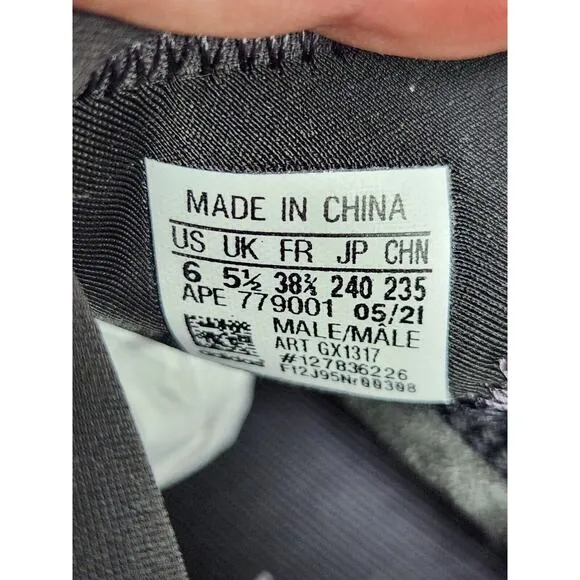 MADE IN CHINA
US UK FR JP CHN
6 5½ 38⅔ 240 235
APE 779001 05/21
MALE/MÂLE
ART GX1317
#127836226
F12J95Nr00308